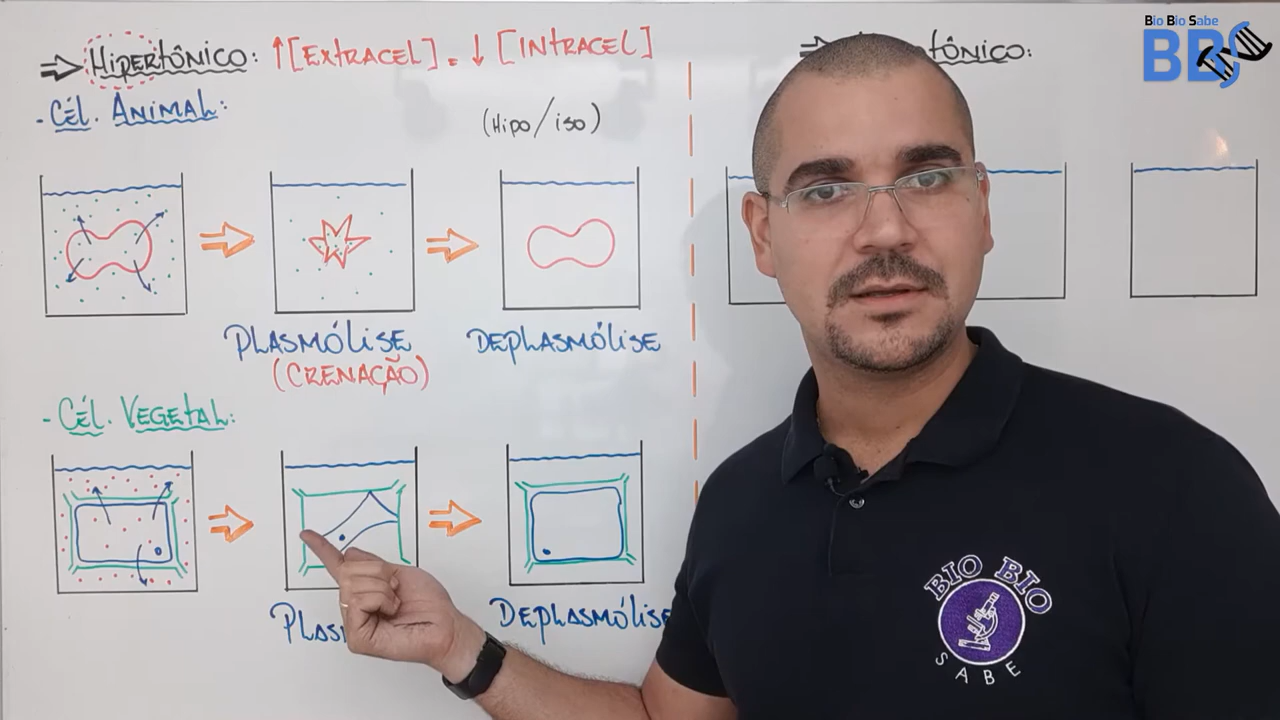 ⇒ Hipertônico: ↑[Extracel] = ↓ [Intracel]
- Cél. Animal:
(Hipo/iso)
Plasmólise
(Crenação)
Deplasmólise
- Cél. Vegetal:
Deplasmólise
Bio Bio Sabe
BBS
BIO BIO
SABE